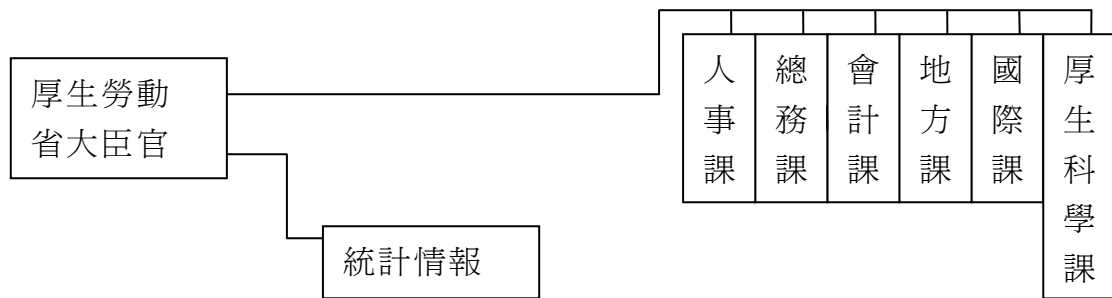 厚生勞動
省大臣官
統計情報
人事課
總務課
會計課
地方課
國際課
厚生科學課